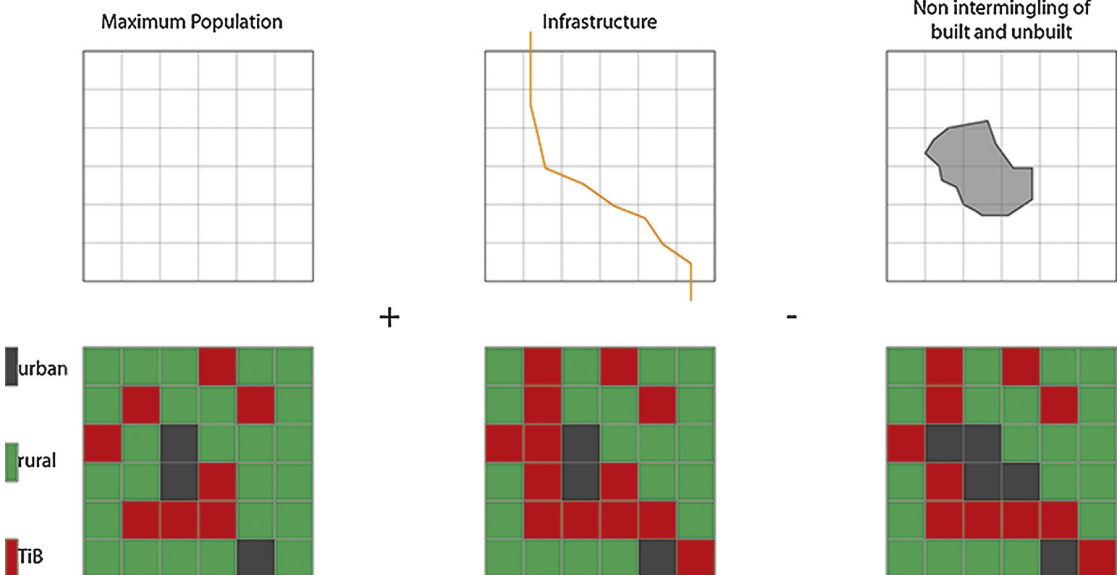 Maximum Population
Infrastructure
Non intermingling of
built and unbuilt
+
-
urban
rural
TiB